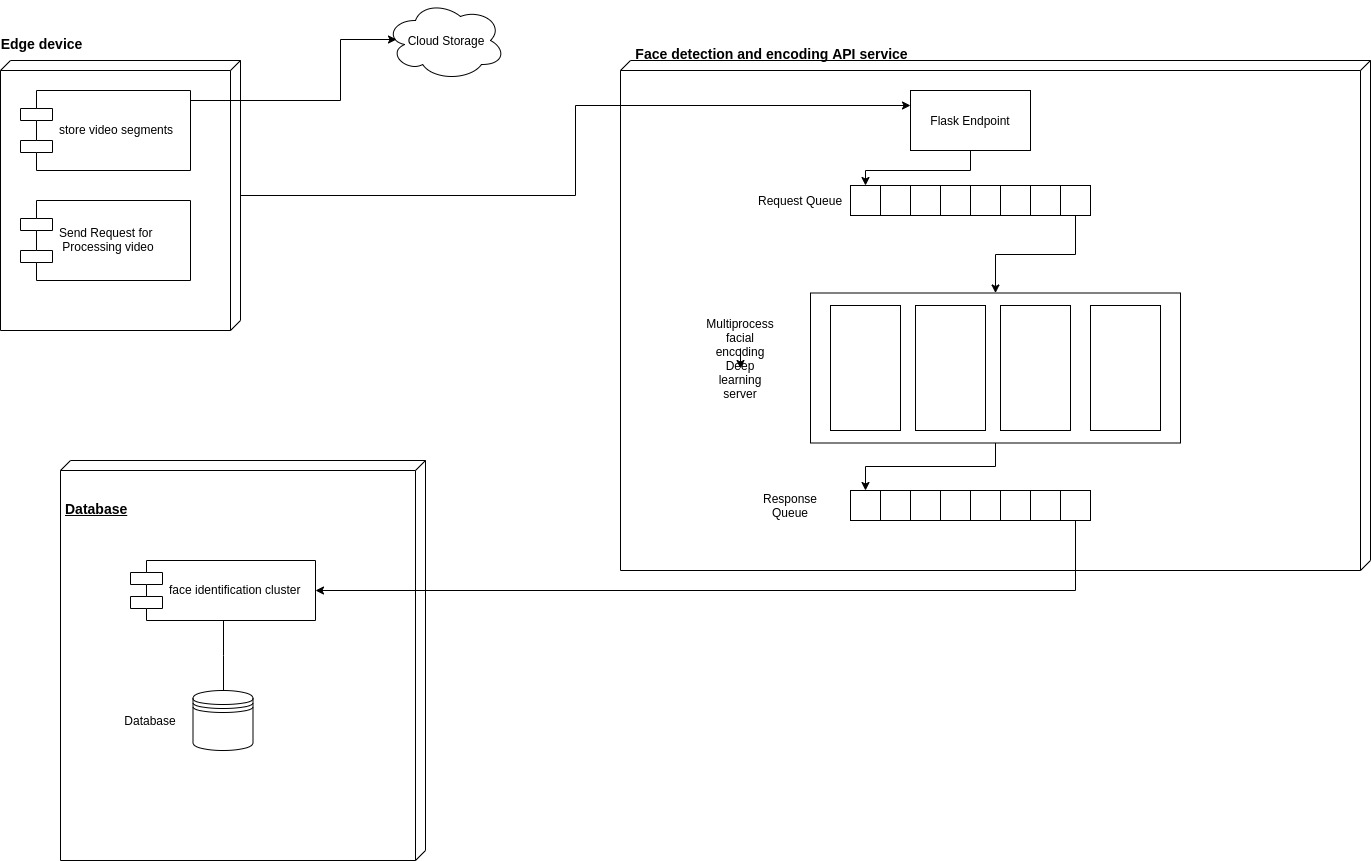 Edge device
Cloud Storage
store video segments
Send Request for
Processing video
Face detection and encoding API service
Flask Endpoint
Request Queue
Multiprocess
facial
encoding
Deep
learning
server
Response
Queue
Database
face identification cluster
Database